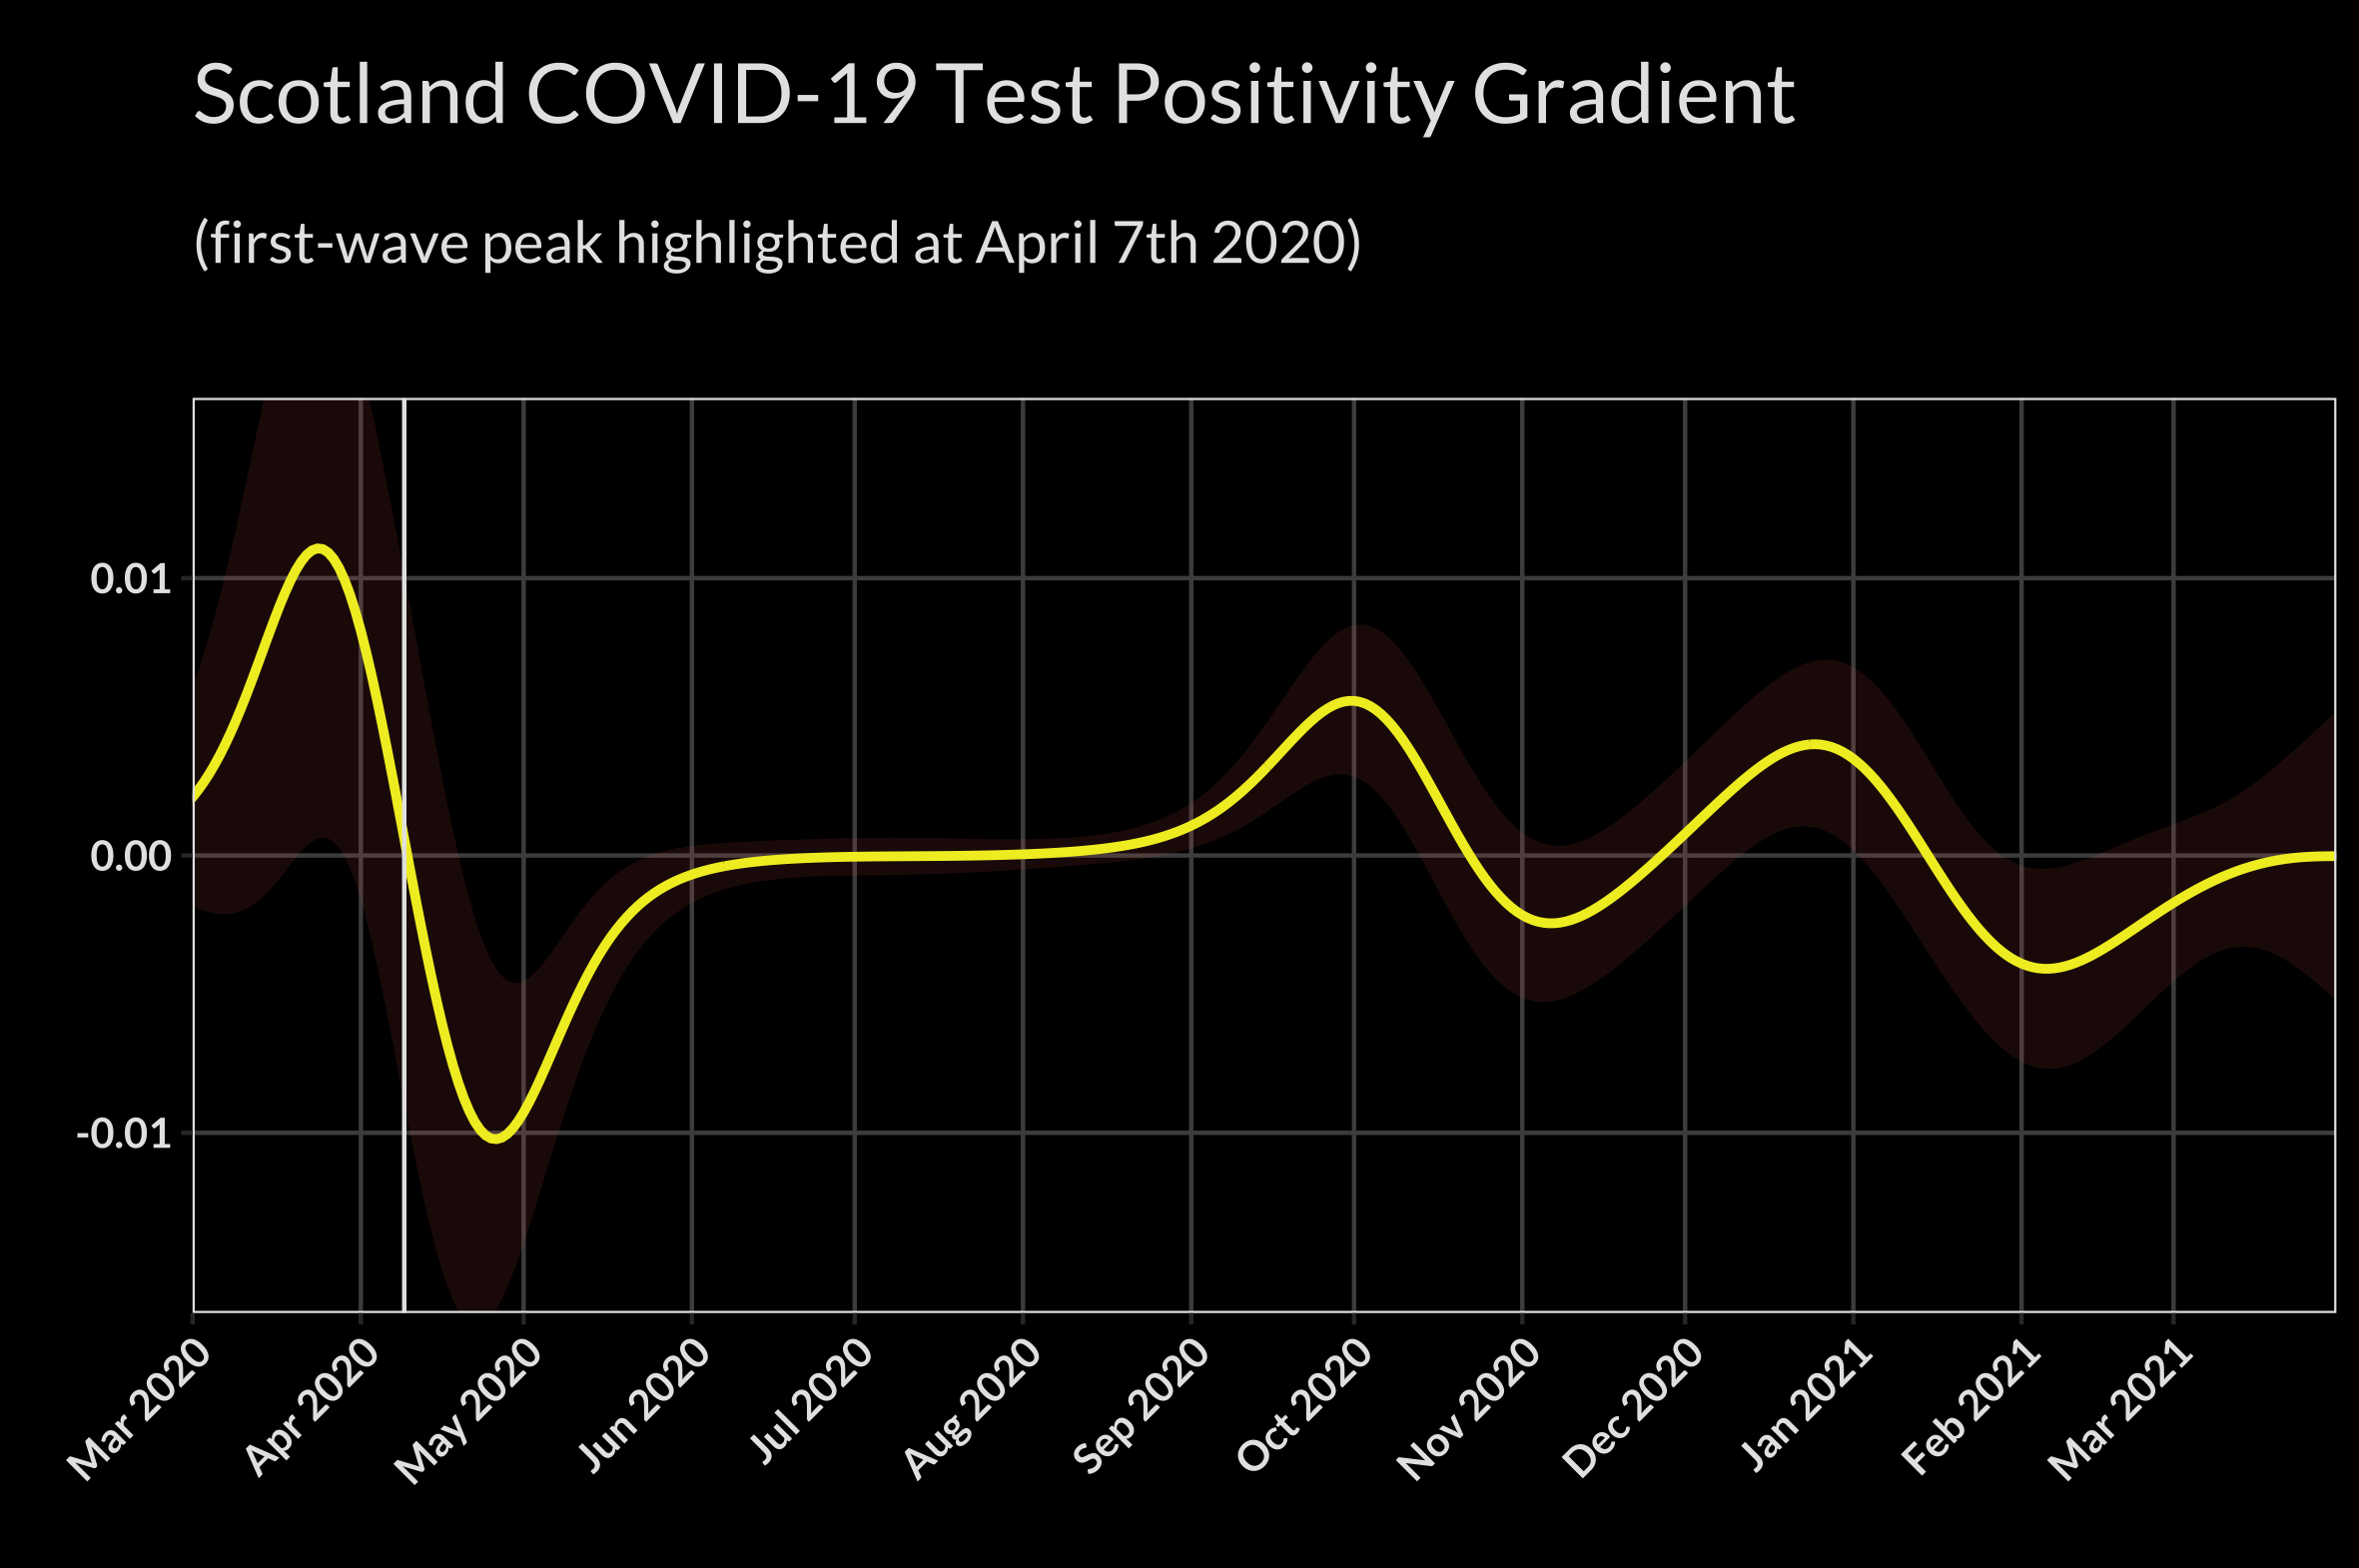 Scotland COVID-19 Test Positivity Gradient
(first-wave peak highlighted at April 7th 2020)
0.01
0.00
-0.01
Mar 2020
Apr 2020
May 2020
Jun 2020
Jul 2020
Aug 2020
Sep 2020
Oct 2020
Nov 2020
Dec 2020
Jan 2021
Feb 2021
Mar 2021